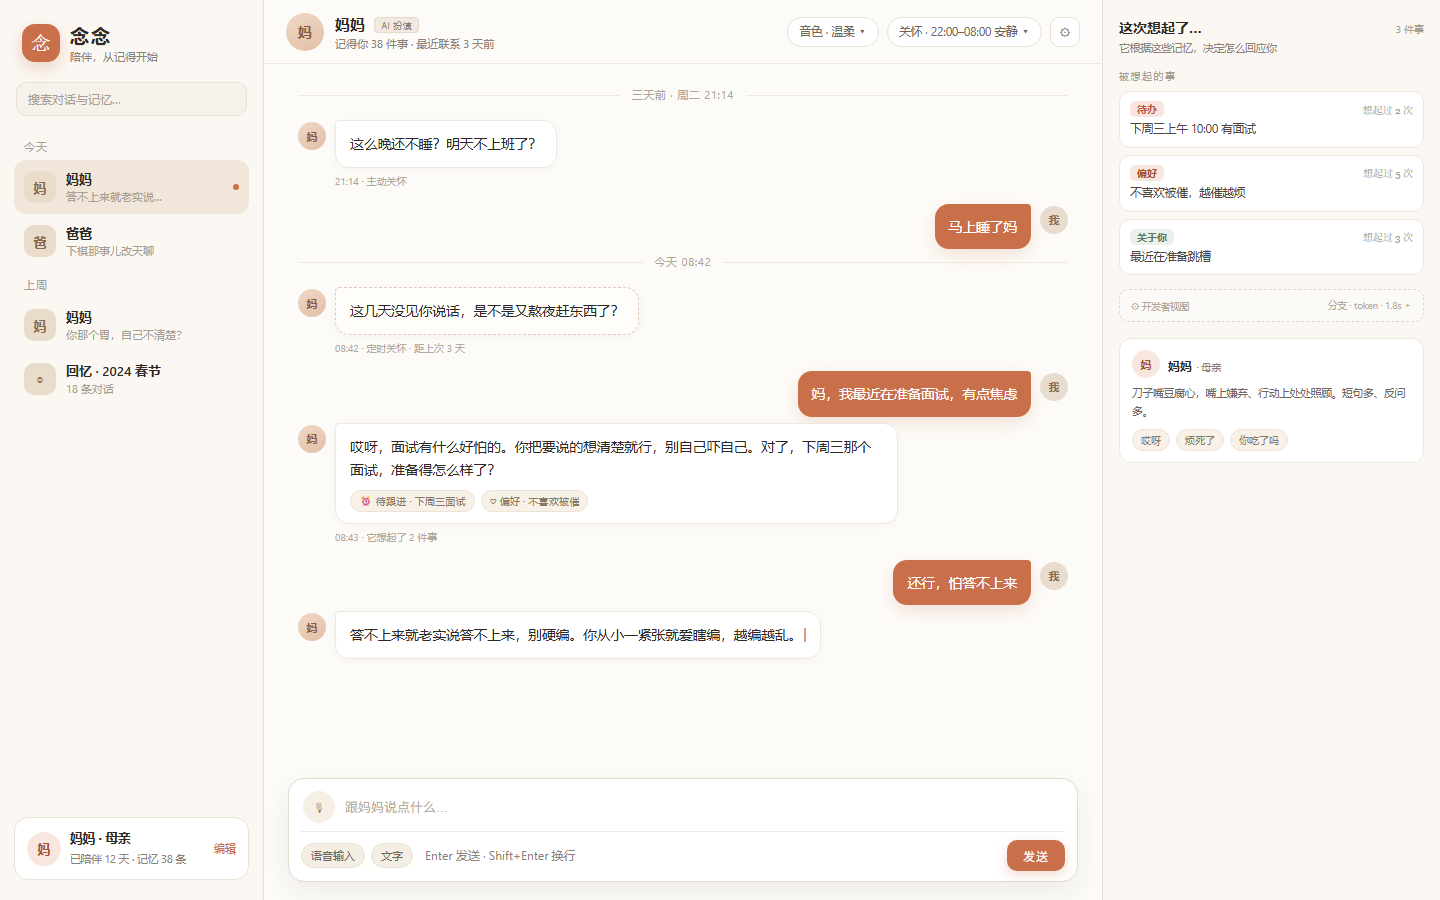 念
念念
陪伴，从记得开始
搜索对话与记忆...
今天
妈
妈妈
答不上来就老实说...
爸
爸爸
下棋那事儿改天聊
上周
妈
妈妈
你那个胃，自己不清楚?
回忆 · 2024 春节
18 条对话
妈
妈妈 · 母亲
已陪伴 12 天 · 记忆 38 条
编辑
妈
妈妈 AI 扮演
记得你 38 件事 · 最近联系 3 天前
音色 · 温柔
关怀 · 22:00–08:00 安静
三天前 · 周二 21:14
妈
这么晚还不睡？明天不上班了？
21:14 · 主动关怀
马上睡了妈
我
今天 08:42
妈
这几天没见你说话，是不是又熬夜赶东西了？
08:42 · 定时关怀 · 距上次 3 天
妈，我最近在准备面试，有点焦虑
我
妈
哎呀，面试有什么好怕的。你把要说的想清楚就行，别自己吓自己。对了，下周三那个
面试，准备得怎么样了？
待跟进 · 下周三面试
偏好 · 不喜欢被催
08:43 · 它想起了 2 件事
还行，怕答不上来
我
妈
答不上来就老实说答不上来，别硬编。你从小一紧张就爱瞎编，越编越乱。
跟妈妈说点什么...
语音输入
文字
Enter 发送 · Shift+Enter 换行
发送
这次想起了...
3 件事
它根据这些记忆，决定怎么回应你
被想起的事
待办
想起过 2 次
下周三上午 10:00 有面试
偏好
想起过 5 次
不喜欢被催，越催越烦
关于你
想起过 3 次
最近在准备跳槽
开发者视图
分支 · token · 1.8s
妈
妈妈 · 母亲
刀子嘴豆腐心，嘴上嫌弃、行动上处处照顾。短句多、反问
多。
哎呀
烦死了
你吃了吗